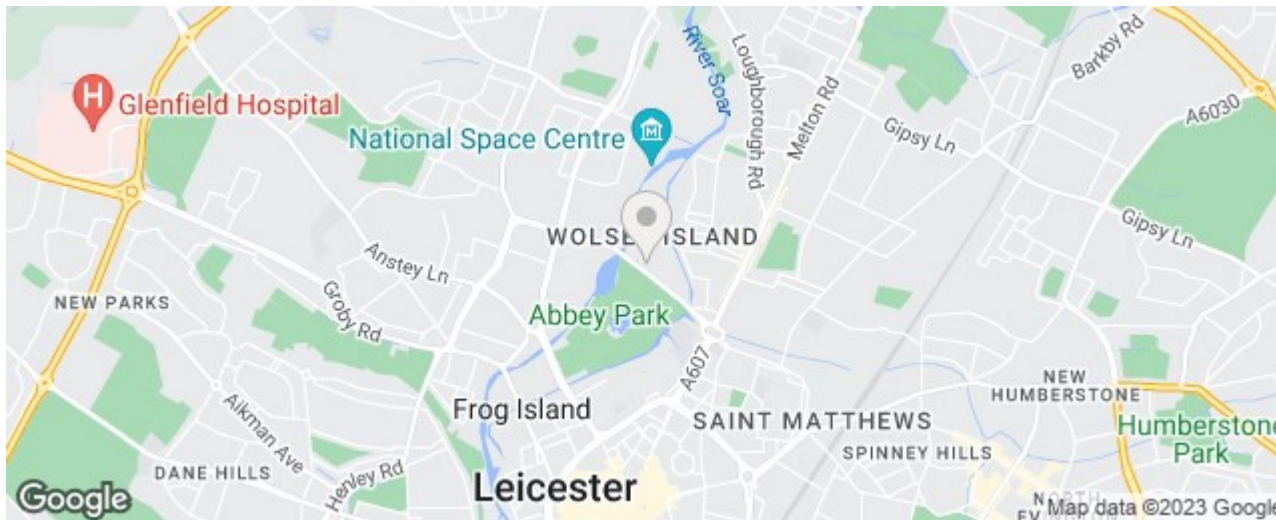 River Soar
Loughborough Rd
Melton Rd
Barkby Rd
A6030
Gipsy Ln
H
Glenfield Hospital
National Space Centre
WOLSE ISLAND
Gipsy Ln
Anstey Ln
NEW PARKS
Groby Rd
Abbey Park
A607
NEW
HUMBERSTONE
Frog Island
SAINT MATTHEWS
Humberstone
Park
Aikman Ave
SPINNEY HILLS
DANE HILLS
Henley Rd
Leicester
Google
Map data ©2023 Google